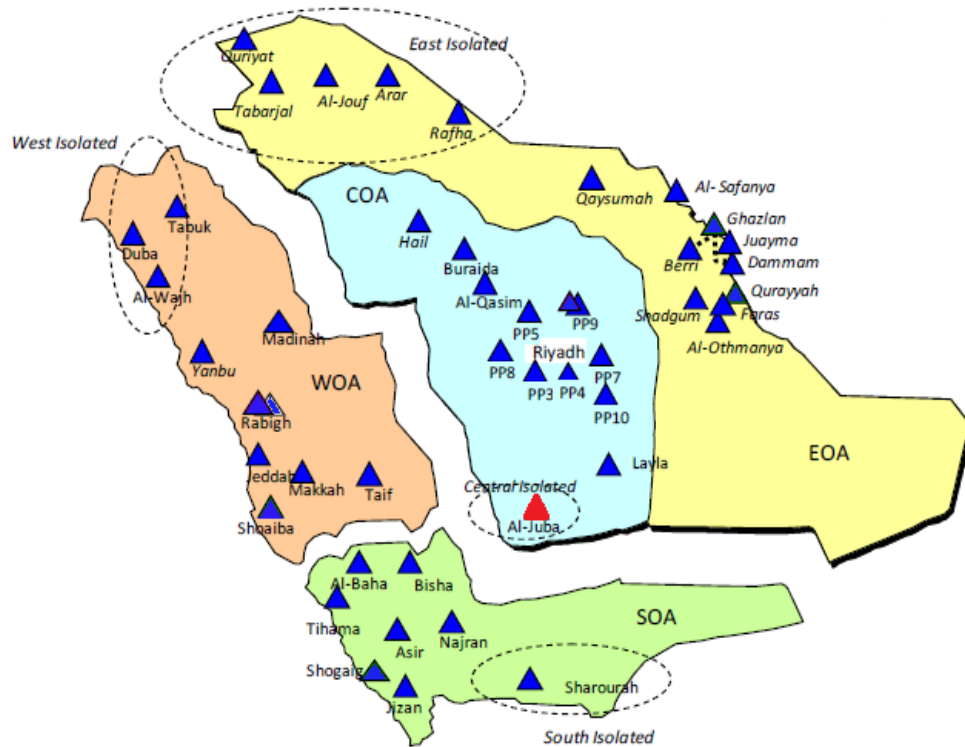 East Isolated
Quriyat
Tabarjal
Al-Jouf
Arar
Rafha
West Isolated
Tabuk
Duba
Al-Wajh
Madinah
Yanbu
WOA
Rabigh
Jeddah
Makkah
Taif
Shoaiba
COA
Hail
Buraida
Al-Qasim
PP5
PP9
Riyadh
PP8
PP3
PP4
PP7
PP10
Layla
Central Isolated
Al-Juba
Qaysumah
Al- Safanya
Ghazlan
Juayma
Berri
Dammam
Qurayyah
Shadgum
Faras
Al-Othmanya
EOA
Al-Baha
Bisha
Tihama
SOA
Asir
Najran
Shogaig
Jizan
Sharourah
South Isolated